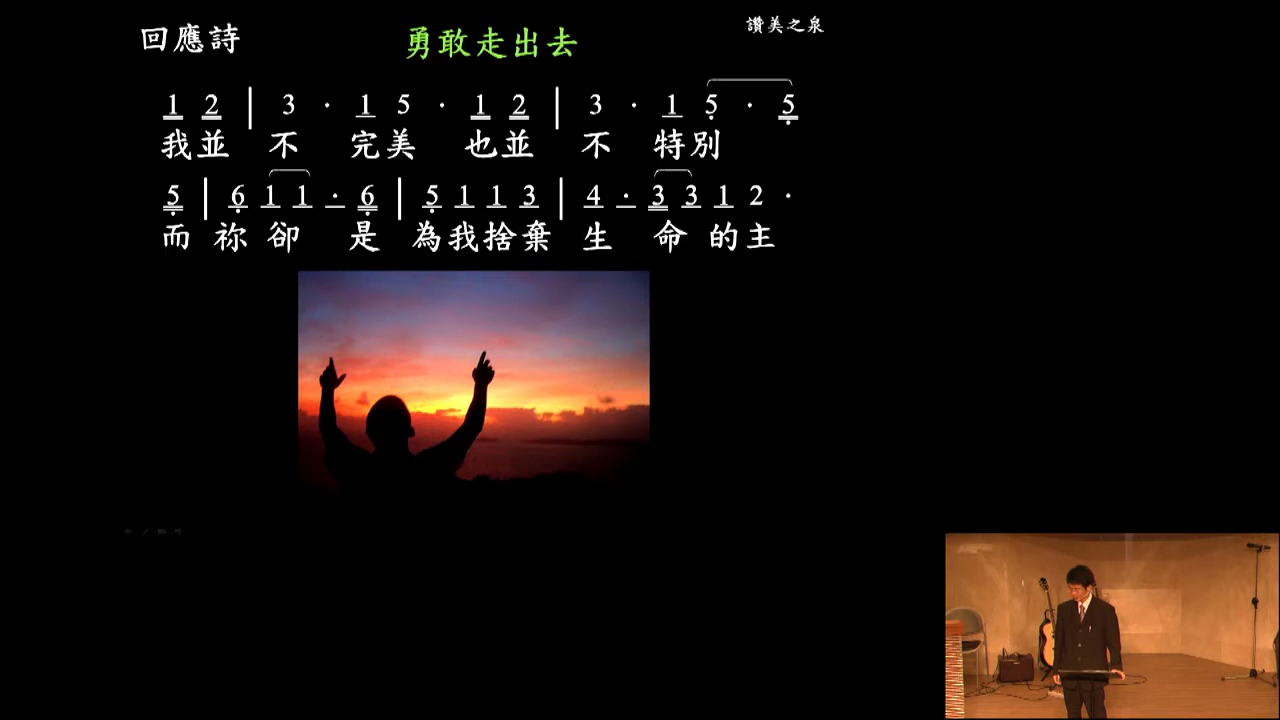 回應詩 勇敢走出去 讚美之泉
1 2 | 3 · 1 5 · 1 2 | 3 · 1 5 · 5
我並 不 完美 也並 不 特別
5 | 6 1 1 · 6 | 5 1 1 3 | 4 · 3 3 1 2 ·
而 祢 卻 是 為我捨棄 生 命 的主